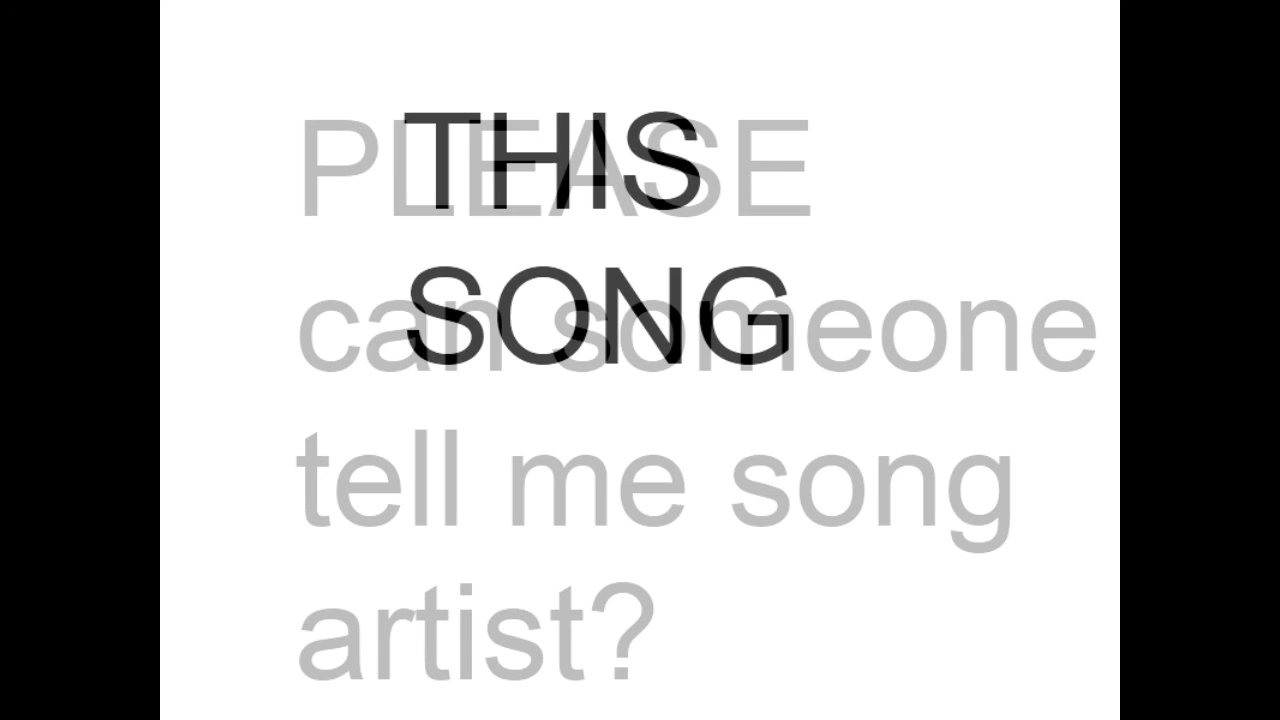 THIS
SONG
PLEASE
can someone
tell me song
artist?